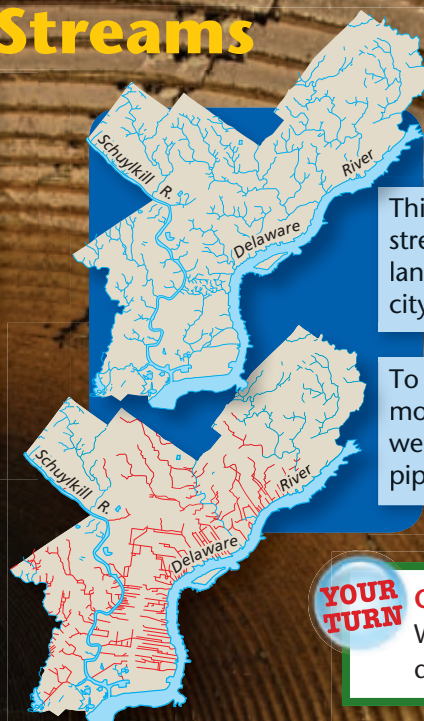 Streams
Schuylkill R.
Delaware River
Thi
stre
lan
city
To
mo
we
pip
Schuylkill R.
Delaware River
YOUR
TURN
W